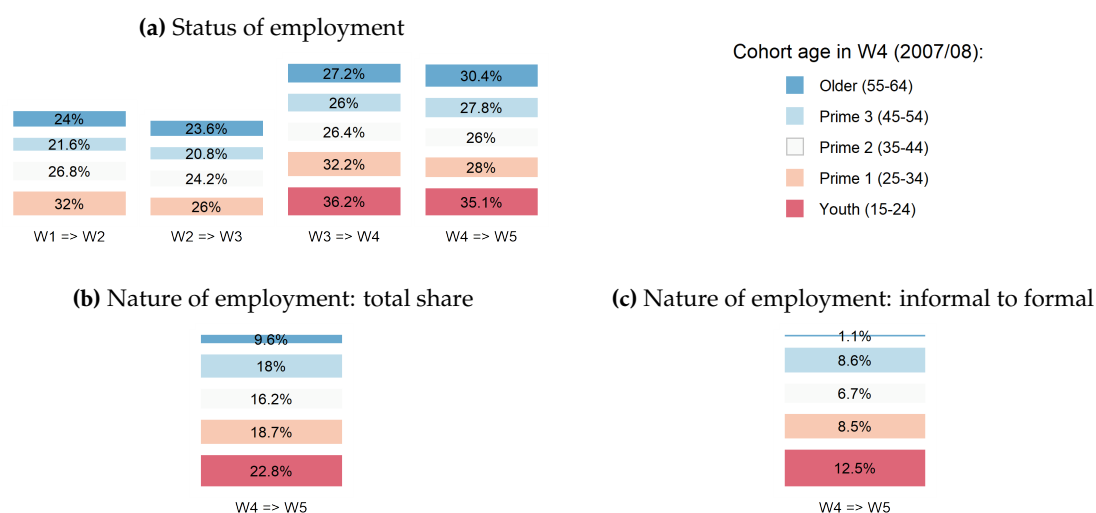 (a) Status of employment
24%
21.6%
26.8%
32%
W1 => W2
23.6%
20.8%
24.2%
26%
W2 => W3
27.2%
26%
26.4%
32.2%
36.2%
W3 => W4
30.4%
27.8%
26%
28%
35.1%
W4 => W5
Cohort age in W4 (2007/08):
Older (55-64)
Prime 3 (45-54)
Prime 2 (35-44)
Prime 1 (25-34)
Youth (15-24)
(b) Nature of employment: total share
9.6%
18%
16.2%
18.7%
22.8%
W4 => W5
(c) Nature of employment: informal to formal
1.1%
8.6%
6.7%
8.5%
12.5%
W4 => W5